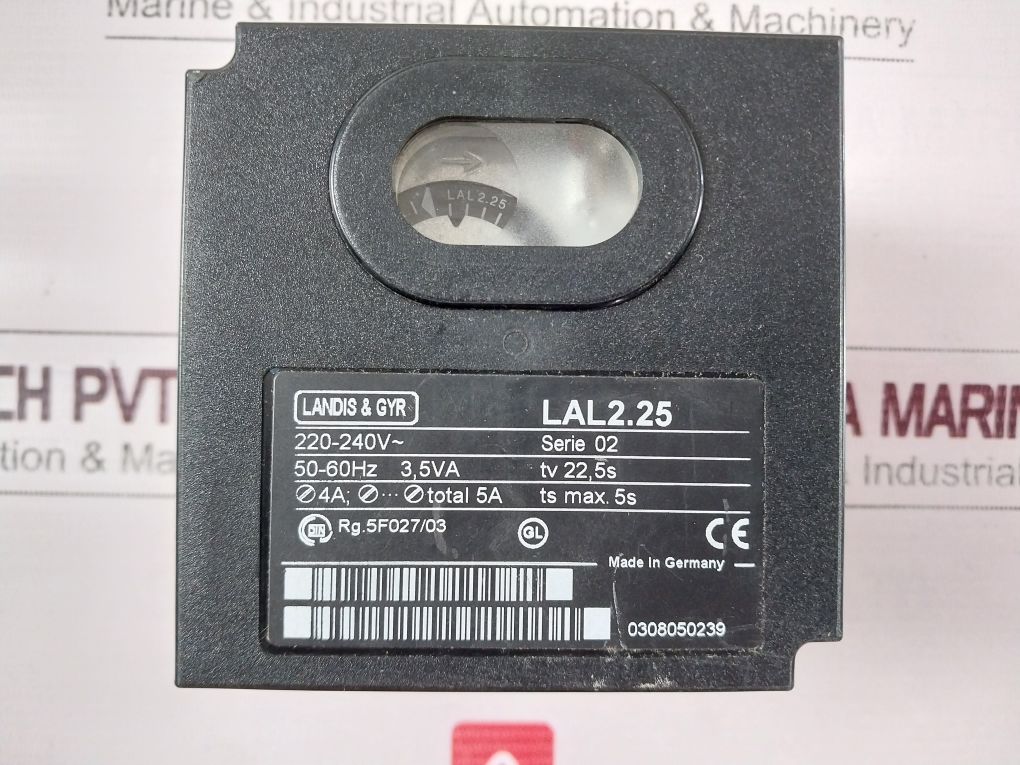 Marine & Industrial Automation & Machinery
LAL2.25
CH PVT
A MARIN
tion & Ma
Industrial
LANDIS & GYR
LAL2.25
220-240V~
Serie 02
50-60Hz 3,5VA
tv 22,5s
4A; ... total 5A
ts max. 5s
DIN
Rg.5F027/03
GL
CE
Made In Germany
0308050239